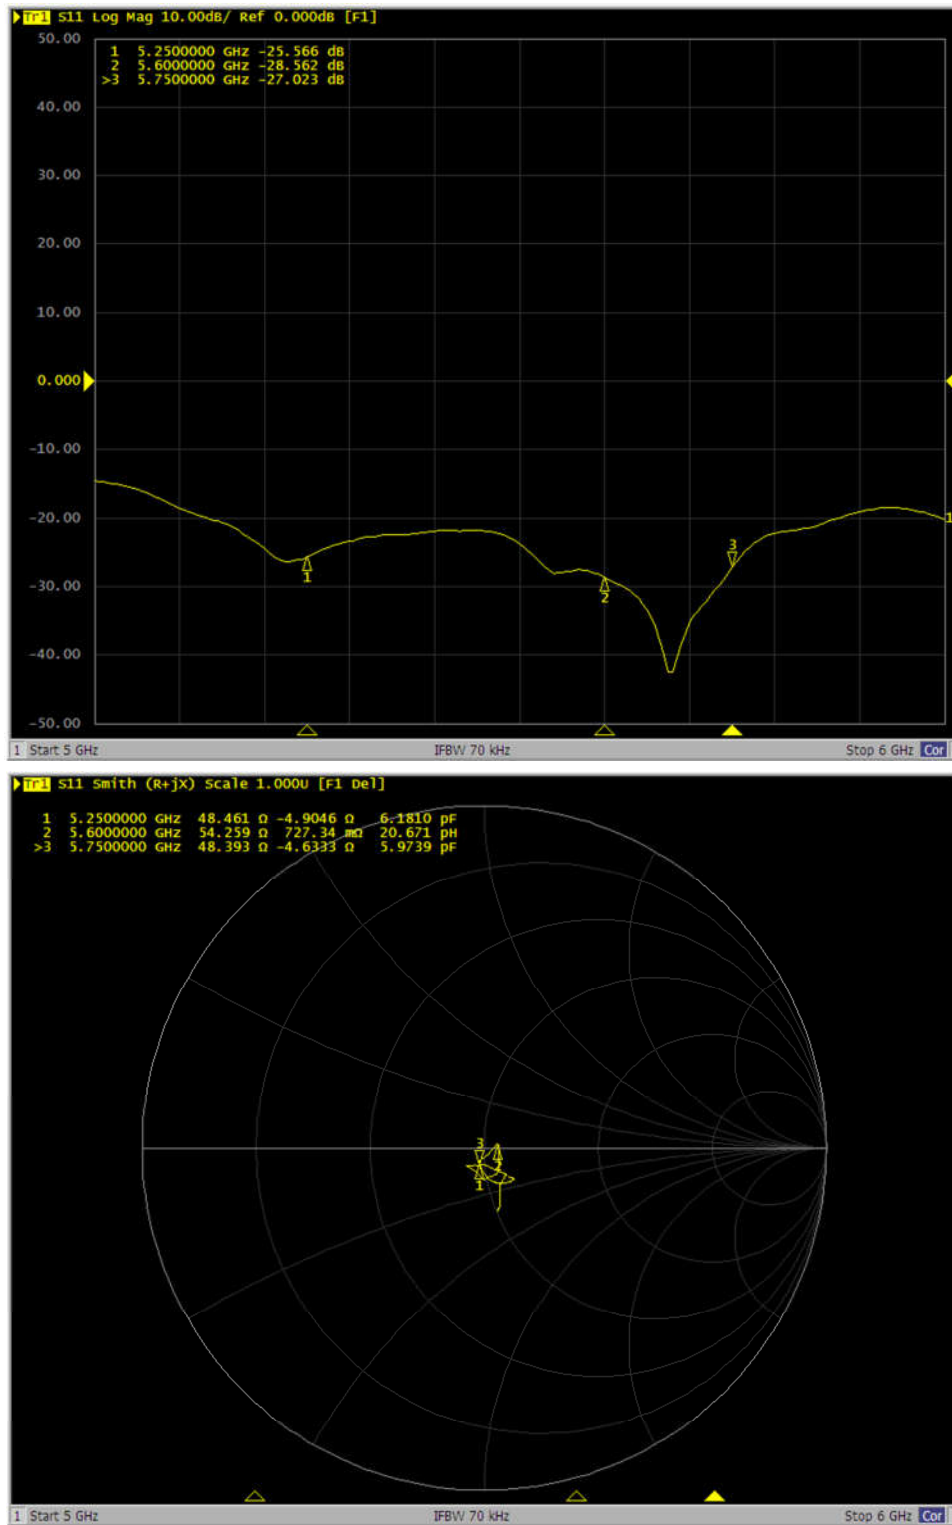 Tr1 S11 Log Mag 10.00dB/ Ref 0.000dB [F1]
50.00
1 5.2500000 GHz -25.566 dB
2 5.6000000 GHz -28.562 dB
>3 5.7500000 GHz -27.023 dB
40.00
30.00
20.00
10.00
0.000
-10.00
-20.00
1
3
1
2
-30.00
-40.00
-50.00
1 Start 5 GHz IFBW 70 kHz Stop 6 GHz Cor
Tr1 S11 Smith (R+jX) Scale 1.000U [F1 Del]
1 5.2500000 GHz 48.461 Ω -4.9046 Ω 6.1810 pF
2 5.6000000 GHz 54.259 Ω 727.34 mΩ 20.671 pH
>3 5.7500000 GHz 48.393 Ω -4.6333 Ω 5.9739 pF
3
2
1
1 Start 5 GHz IFBW 70 kHz Stop 6 GHz Cor